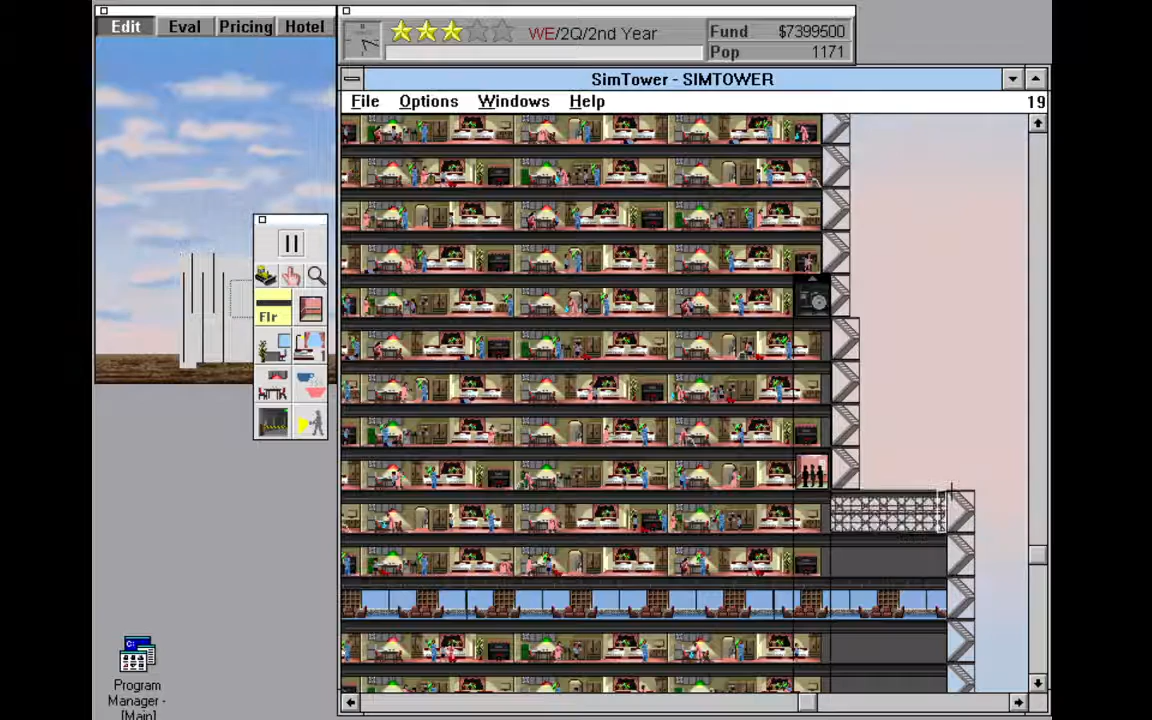 Edit Eval Pricing Hotel
WE/2Q/2nd Year
Fund $7399500
Pop 1171
SimTower - SIMTOWER
File Options Windows Help
19
Flr
Program
Manager -
[Main]